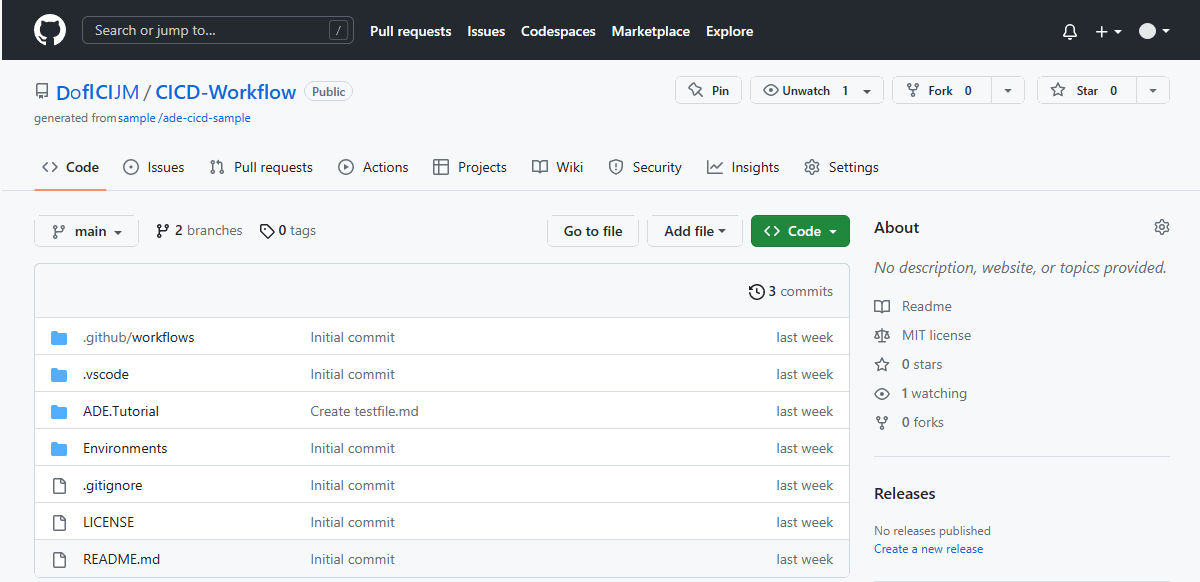 Search or jump to... / Pull requests Issues Codespaces Marketplace Explore
DofICIJM / CICD-Workflow Public Pin Unwatch 1 Fork 0 Star 0
generated from sample /ade-cicd-sample
Code Issues Pull requests Actions Projects Wiki Security Insights Settings
main 2 branches 0 tags Go to file Add file Code
3 commits
.github/workflows Initial commit last week
.vscode Initial commit last week
ADE.Tutorial Create testfile.md last week
Environments Initial commit last week
.gitignore Initial commit last week
LICENSE Initial commit last week
README.md Initial commit last week
About
No description, website, or topics provided.
Readme
MIT license
0 stars
1 watching
0 forks
Releases
No releases published
Create a new release